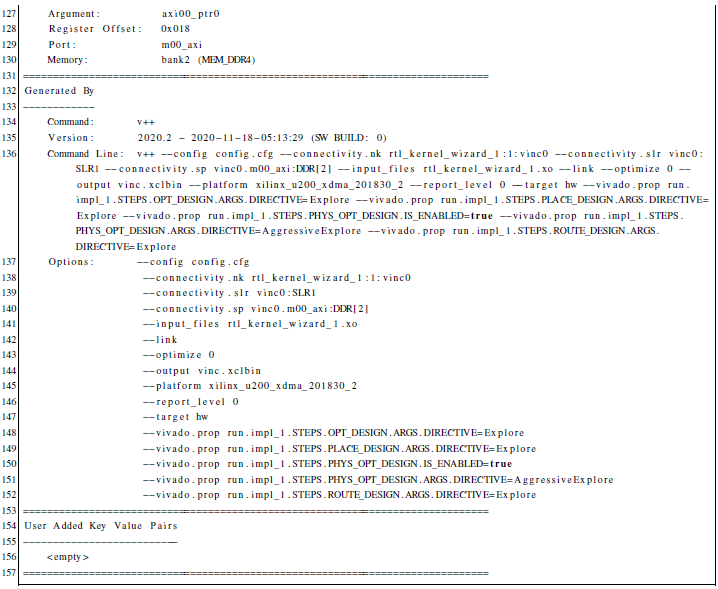 127 Argument: axi00_ptr0
128 Register Offset: 0x018
129 Port: m00_axi
130 Memory: bank2 (MEM_DDR4)
131 ================================================================================
132 Generated By
133 ------------
134 Command: v++
135 Version: 2020.2 - 2020-11-18-05:13:29 (SW BUILD: 0)
136 Command Line: v++ --config config.cfg --connectivity.nk rtl_kernel_wizard_1:1:vinc0 --connectivity.slr vinc0:
SLR1 --connectivity.sp vinc0.m00_axi:DDR[2] --input_files rtl_kernel_wizard_1.xo --link --optimize 0 --
output vinc.xclbin --platform xilinx_u200_xdma_201830_2 --report_level 0 --target hw --vivado.prop run.
impl_1.STEPS.OPT_DESIGN.ARGS.DIRECTIVE=Explore --vivado.prop run.impl_1.STEPS.PLACE_DESIGN.ARGS.DIRECTIVE=
Explore --vivado.prop run.impl_1.STEPS.PHYS_OPT_DESIGN.IS_ENABLED=true --vivado.prop run.impl_1.STEPS.
PHYS_OPT_DESIGN.ARGS.DIRECTIVE=AggressiveExplore --vivado.prop run.impl_1.STEPS.ROUTE_DESIGN.ARGS.
DIRECTIVE=Explore
137 Options: --config config.cfg
138 --connectivity.nk rtl_kernel_wizard_1:1:vinc0
139 --connectivity.slr vinc0:SLR1
140 --connectivity.sp vinc0.m00_axi:DDR[2]
141 --input_files rtl_kernel_wizard_1.xo
142 --link
143 --optimize 0
144 --output vinc.xclbin
145 --platform xilinx_u200_xdma_201830_2
146 --report_level 0
147 --target hw
148 --vivado.prop run.impl_1.STEPS.OPT_DESIGN.ARGS.DIRECTIVE=Explore
149 --vivado.prop run.impl_1.STEPS.PLACE_DESIGN.ARGS.DIRECTIVE=Explore
150 --vivado.prop run.impl_1.STEPS.PHYS_OPT_DESIGN.IS_ENABLED=true
151 --vivado.prop run.impl_1.STEPS.PHYS_OPT_DESIGN.ARGS.DIRECTIVE=AggressiveExplore
152 --vivado.prop run.impl_1.STEPS.ROUTE_DESIGN.ARGS.DIRECTIVE=Explore
153 ================================================================================
154 User Added Key Value Pairs
155 --------------------------
156 <empty>
157 ================================================================================